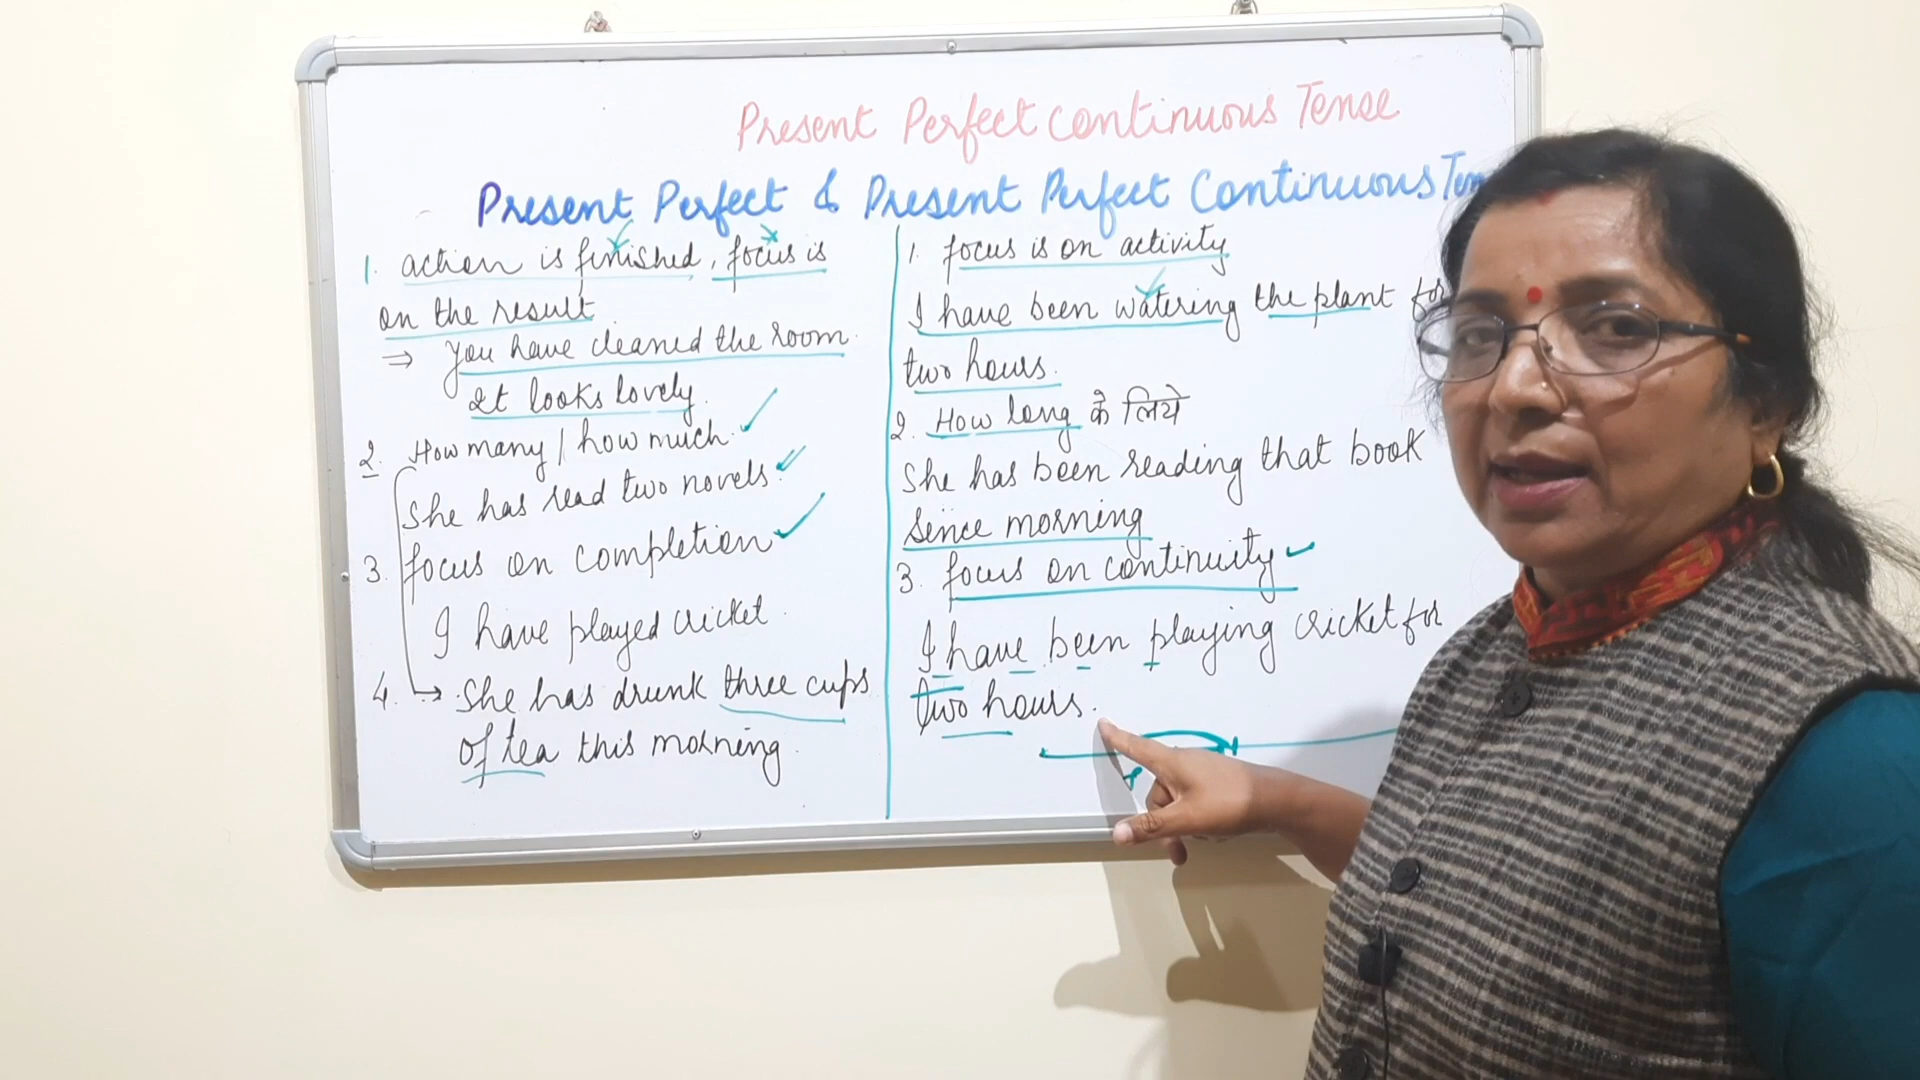 Present Perfect Continuous Tense
Present Perfect & Present Perfect Continuous Ten
1. action is finished, focus is
on the result
⇒ You have cleaned the room.
It looks lovely.
2. How many / how much.
She has read two novels.
3. focus on completion
I have played cricket.
4. → She has drunk three cups
of tea this morning.
1. focus is on activity
I have been watering the plant for
two hours.
2. How long के लिये
She has been reading that book
since morning
3. focus on continuity
I have been playing cricket for
two hours.